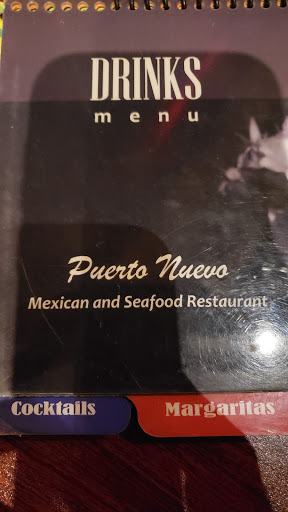 DRINKS
menu
Puerto Nuevo
Mexican and Seafood Restaurant
Cocktails
Margaritas